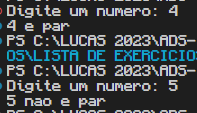 Digite um numero: 4
4 e par
PS C:\LUCAS 2023\ADS-
OS\LISTA DE EXERCICIOS
Digite um numero: 5
5 nao e par